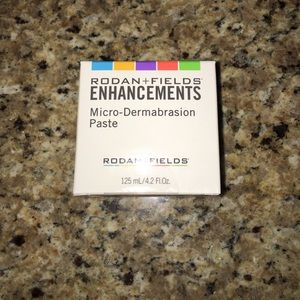 RODAN+FIELDS
ENHANCEMENTS
Micro-Dermabrasion
Paste
RODAN+FIELDS
125 mL/4.2 Fl.Oz.